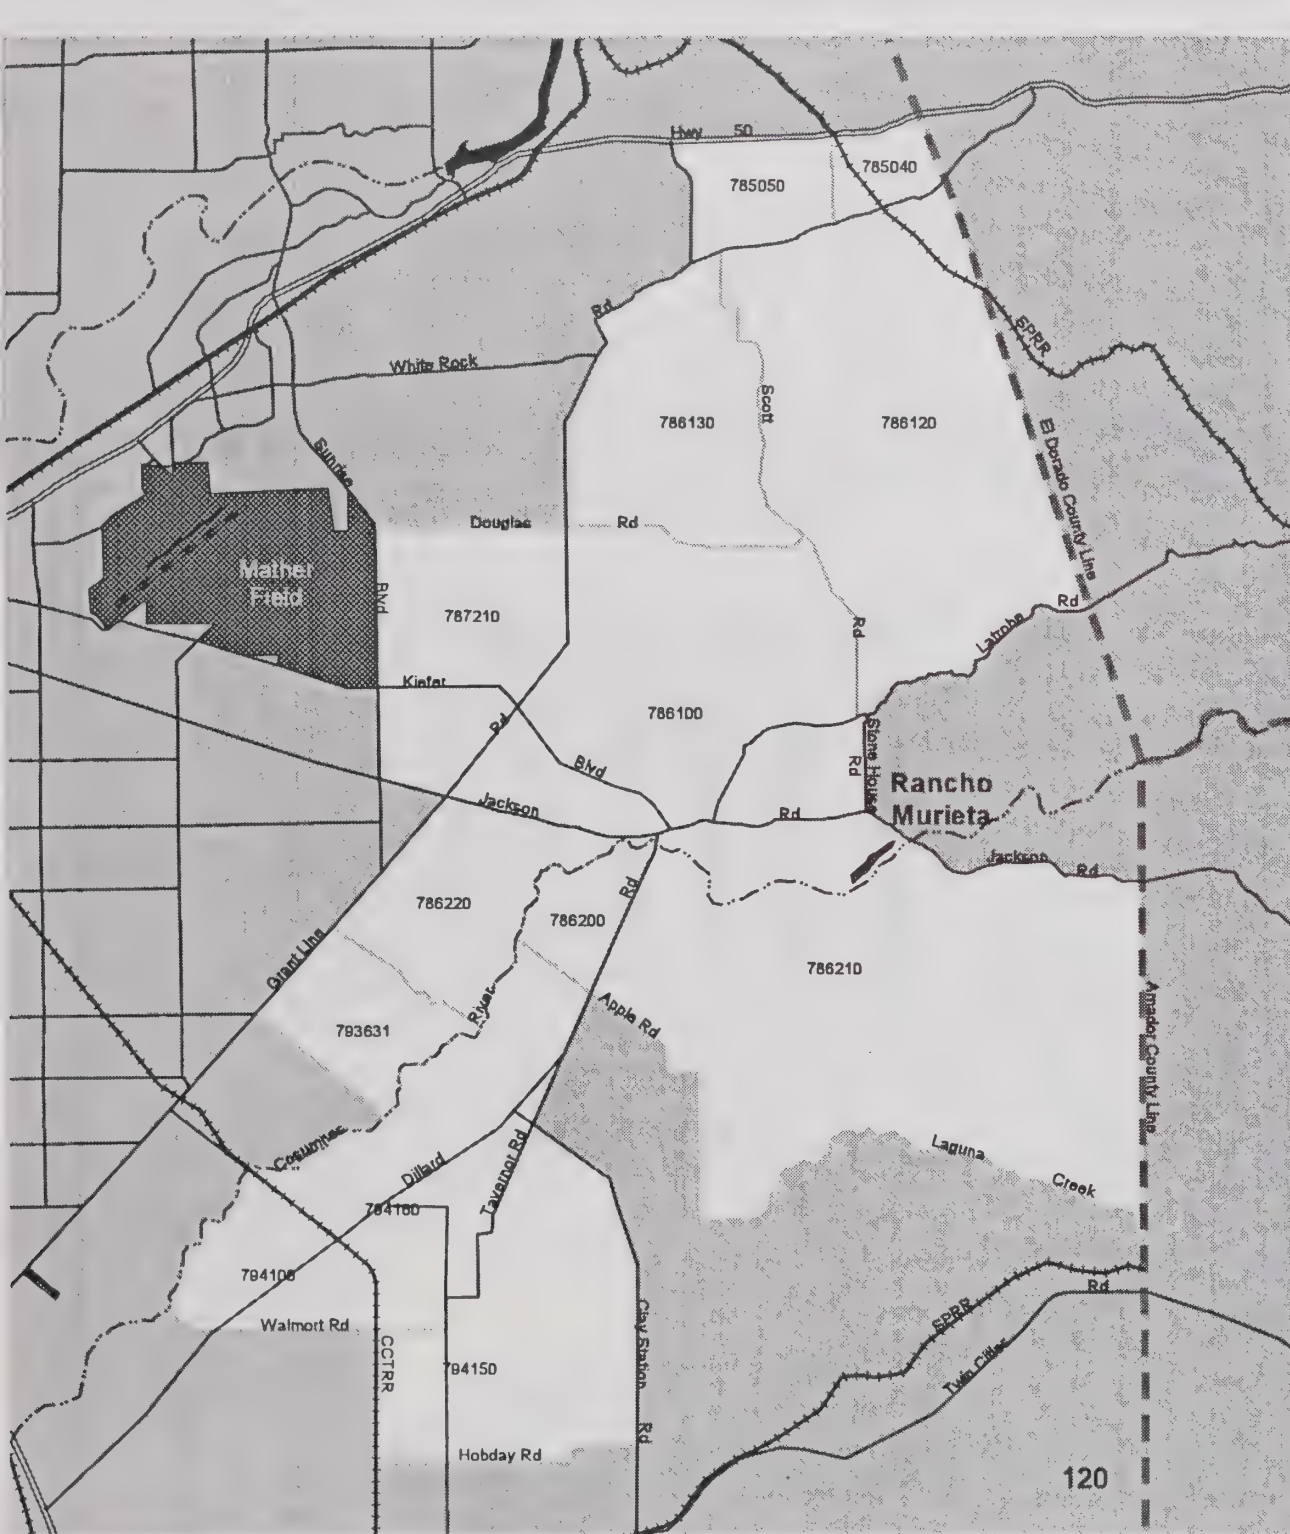 Hwy 50
785050
785040
Rd
SPRR
White Rock
Scott
786130
786120
El Dorado County Line
Sunrise
Douglas
Rd
Mather
Field
Blvd
787210
Rd
Rd
Latrobe
Kiefer
786100
Rd
Stone House
Rd
Blvd
Rancho
Murieta
Jackson
Rd
Jackson
Rd
Rd
786220
786200
786210
Grant Line
River
Apple Rd
Amador County Line
793631
Cosumnes
Dillard
Tavernor Rd
Laguna
Creek
794160
794100
Walmort Rd
CCTRR
794150
Clay Station
Rd
SPRR
Rd
Twin Cities
Hobday Rd
120